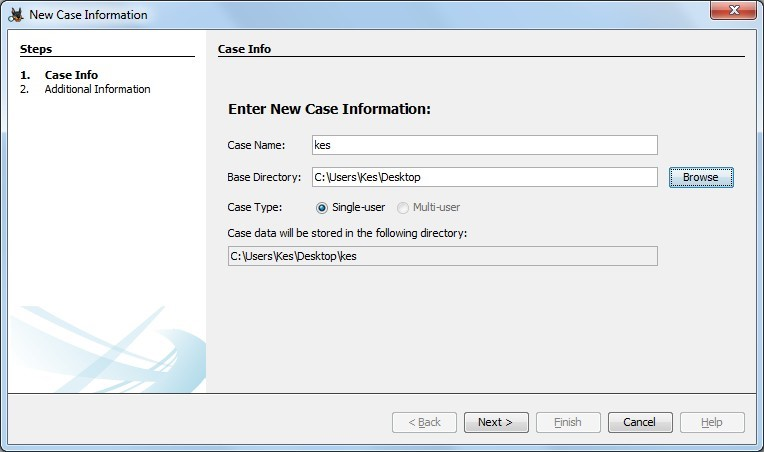 New Case Information
Steps
1. Case Info
2. Additional Information
Case Info
Enter New Case Information:
Case Name: kes
Base Directory: C:\Users\Kes\Desktop Browse
Case Type: Single-user Multi-user
Case data will be stored in the following directory:
C:\Users\Kes\Desktop\kes
< Back Next > Finish Cancel Help